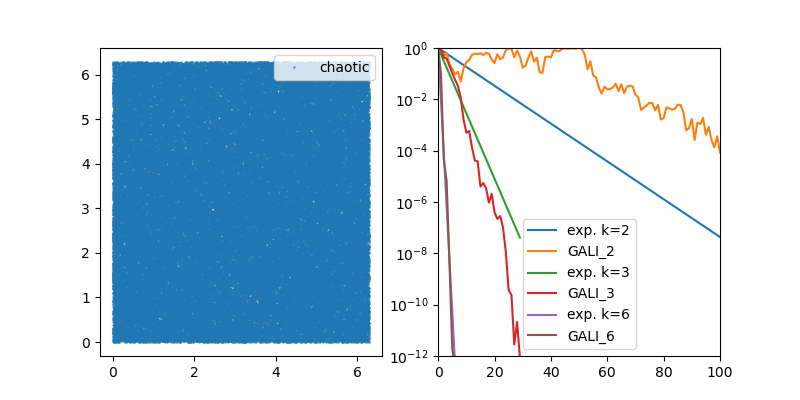 chaotic
6
5
4
3
2
1
0
0 2 4 6
10^0
10^-2
10^-4
10^-6
10^-8
10^-10
10^-12
exp. k=2
GALI_2
exp. k=3
GALI_3
exp. k=6
GALI_6
0 20 40 60 80 100